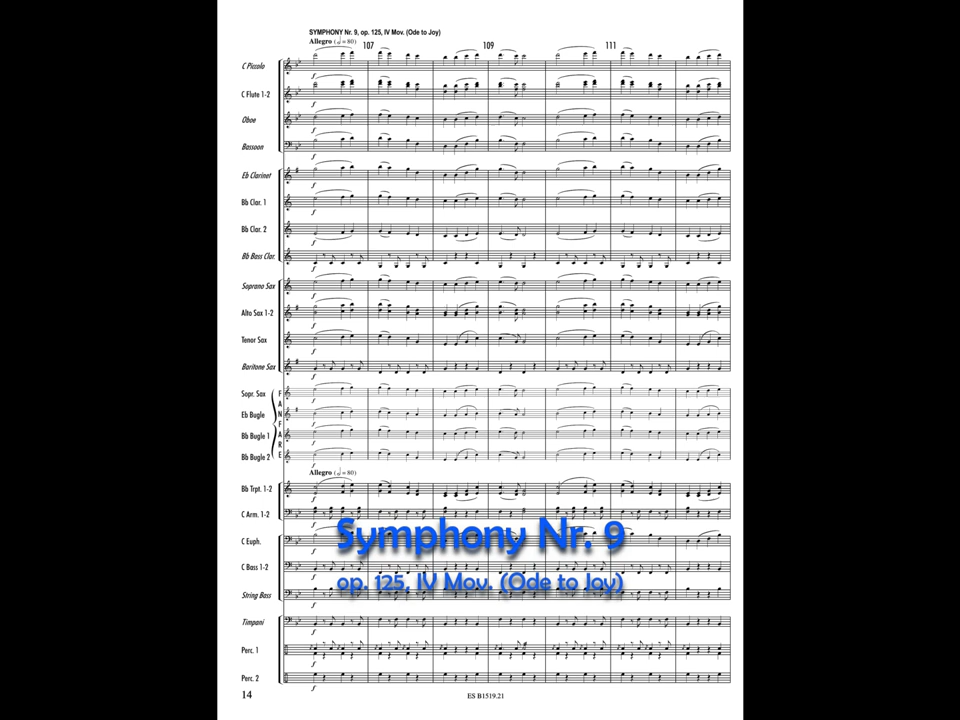 SYMPHONY Nr. 9, op. 125, IV Mov. (Ode to Joy)
Allegro (𝅗𝅥 = 80)
107 109 111
C Piccolo
f
C Flute 1-2
f
Oboe
f
Bassoon
f
Eb Clarinet
f
Bb Clar. 1
f
Bb Clar. 2
f
Bb Bass Clar.
f
Soprano Sax
f
Alto Sax 1-2
f
Tenor Sax
f
Baritone Sax
f
Sopr. Sax
f
Eb Bugle
f
Bb Bugle 1
f
Bb Bugle 2
f
FANFARE
Allegro (𝅗𝅥 = 80)
Bb Trpt. 1-2
f
C Arm. 1-2
Symphony Nr. 9
C Euph.
f
C Bass 1-2
f
op. 125, IV Mov. (Ode to Joy)
String Bass
f
Timpani
f
Perc. 1
f
Perc. 2
f
14
ES B1519.21